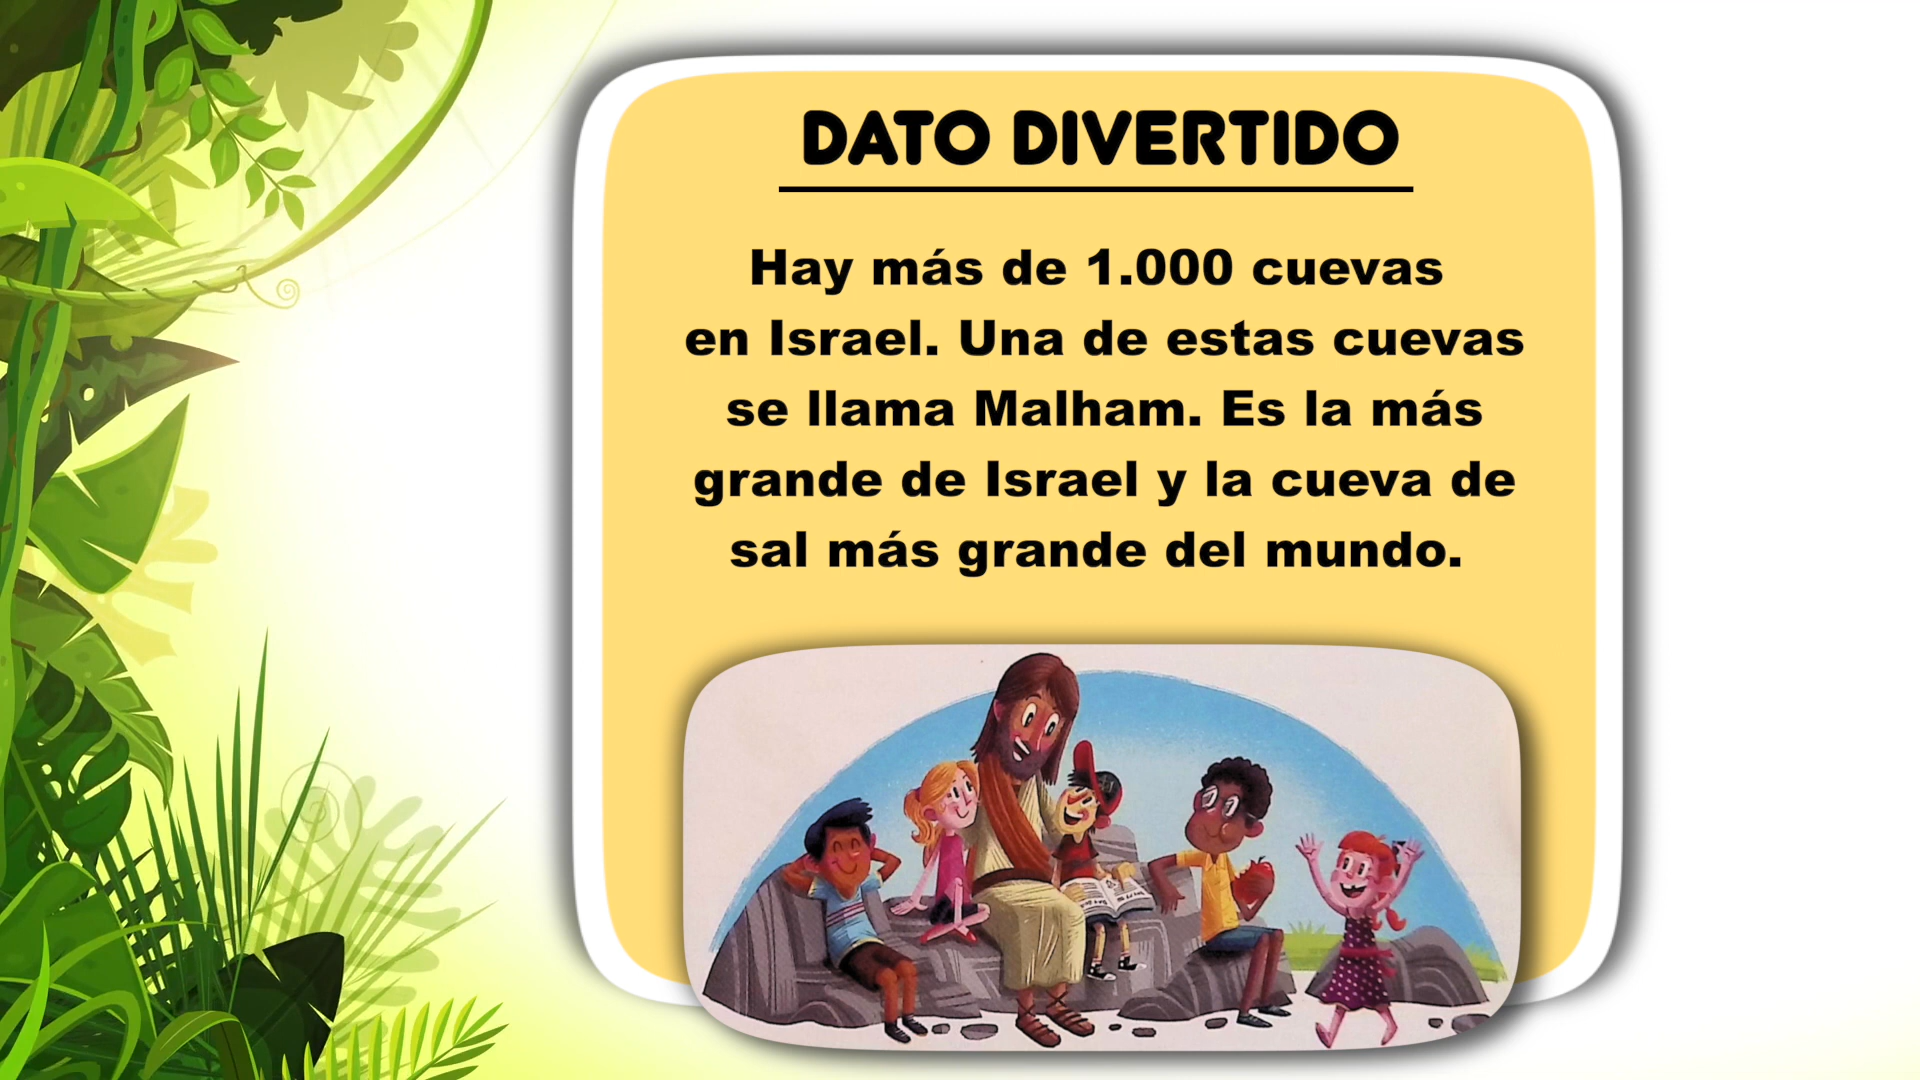 DATO DIVERTIDO
Hay más de 1.000 cuevas
en Israel. Una de estas cuevas
se llama Malham. Es la más
grande de Israel y la cueva de
sal más grande del mundo.